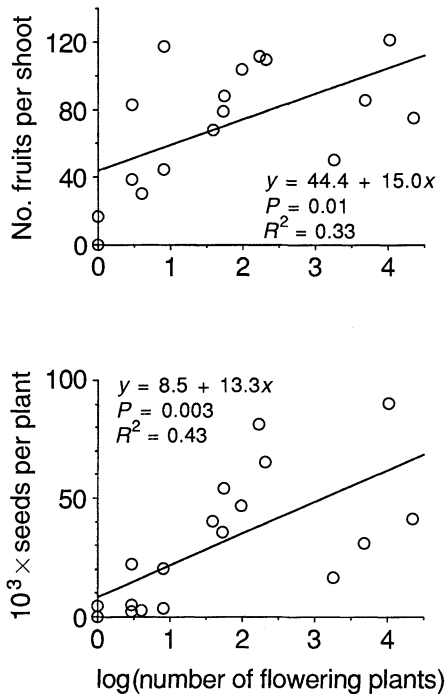 No. fruits per shoot
120
80
40
0
y = 44.4 + 15.0x
P = 0.01
R² = 0.33
0 1 2 3 4
10³ × seeds per plant
100
50
0
y = 8.5 + 13.3x
P = 0.003
R² = 0.43
0 1 2 3 4
log(number of flowering plants)